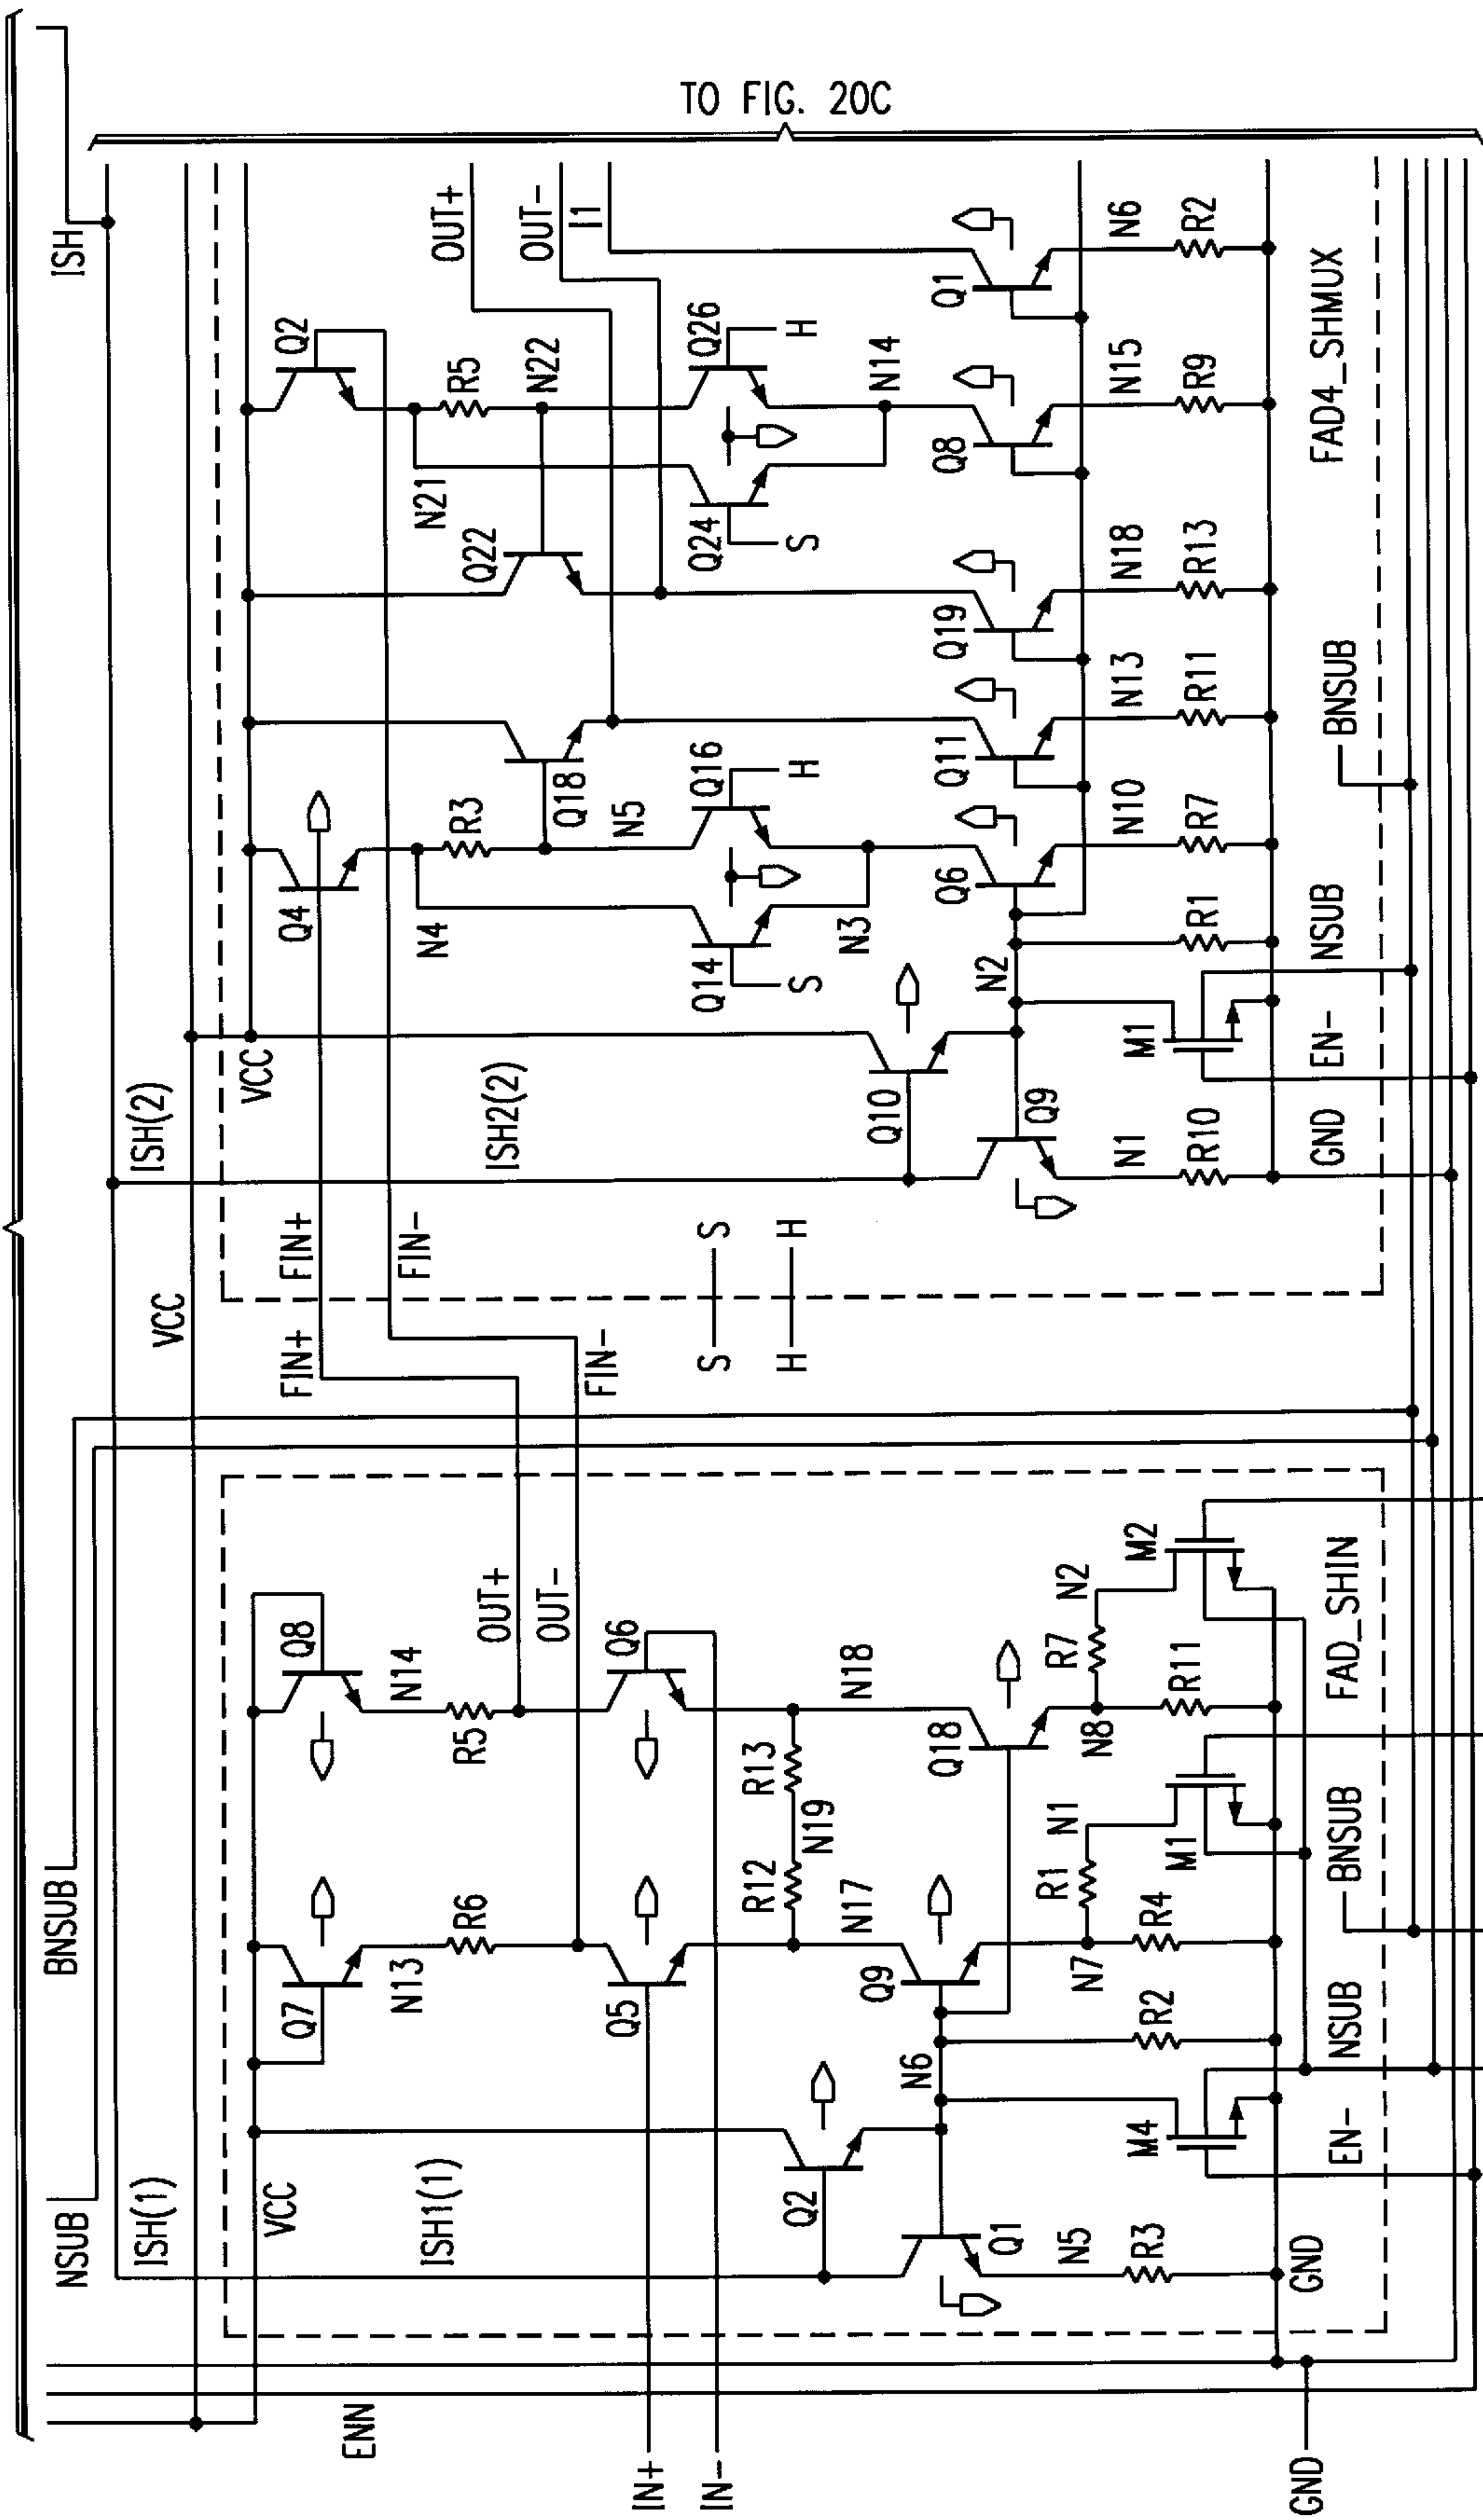 TO FIG. 20C
ISH
ISH(2)
VCC
VCC
FIN+
FIN+
FIN-
FIN-
ISH2(2)
OUT+
OUT-
I1
Q2
R5
N22
Q26
H
N21
Q22
Q24
S
N14
Q4
N4
R3
Q18
N5
Q16
H
Q14
S
N3
Q1
N6
R2
Q8
N15
R9
Q19
N18
R13
Q11
N13
R11
Q6
N10
R7
N2
R1
M1
Q10
Q9
N1
R10
GND
EN-
NSUB
BNSUB
FAD4_SHMUX
S S
H H
BNSUB
NSUB
ISH(1)
VCC
ISH1(1)
ENN
IN+
IN-
GND
Q8
N14
R5
OUT+
OUT-
Q6
Q7
N13
R6
Q5
R13
N19
R12
N18
N17
Q18
N8
R7
N2
M2
R11
Q9
N7
R1
N1
M1
R4
N6
R2
Q2
Q1
N5
R3
M4
GND
EN-
NSUB
BNSUB
FAD_SHIN